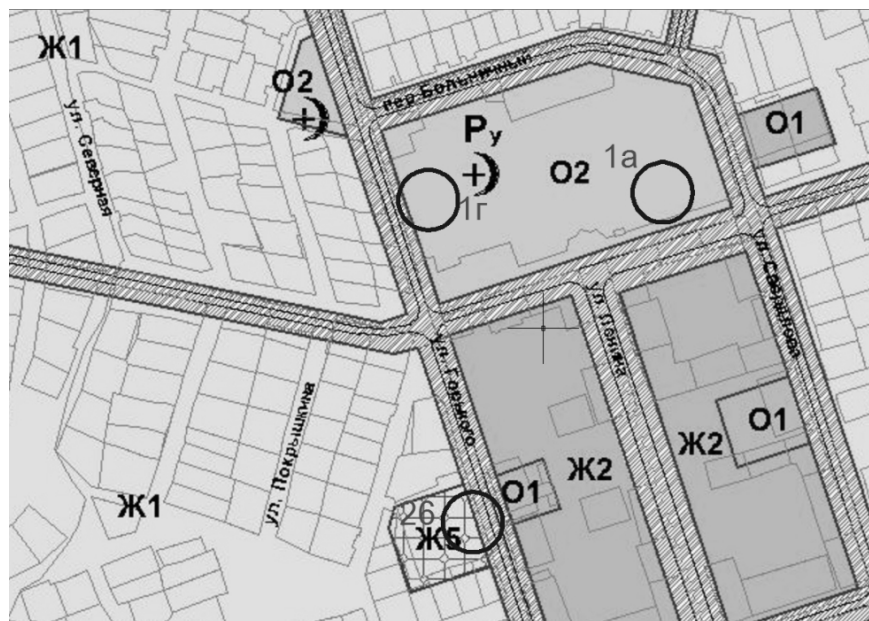 Ж1
О2
пер Больничный
Ру
О1
1а
О2
1г
ул. Северная
ул. Свердлова
ул. Ленина
ул. Горького
ул. Покрышкина
О1
Ж2
Ж2
О1
Ж1
26
Ж5